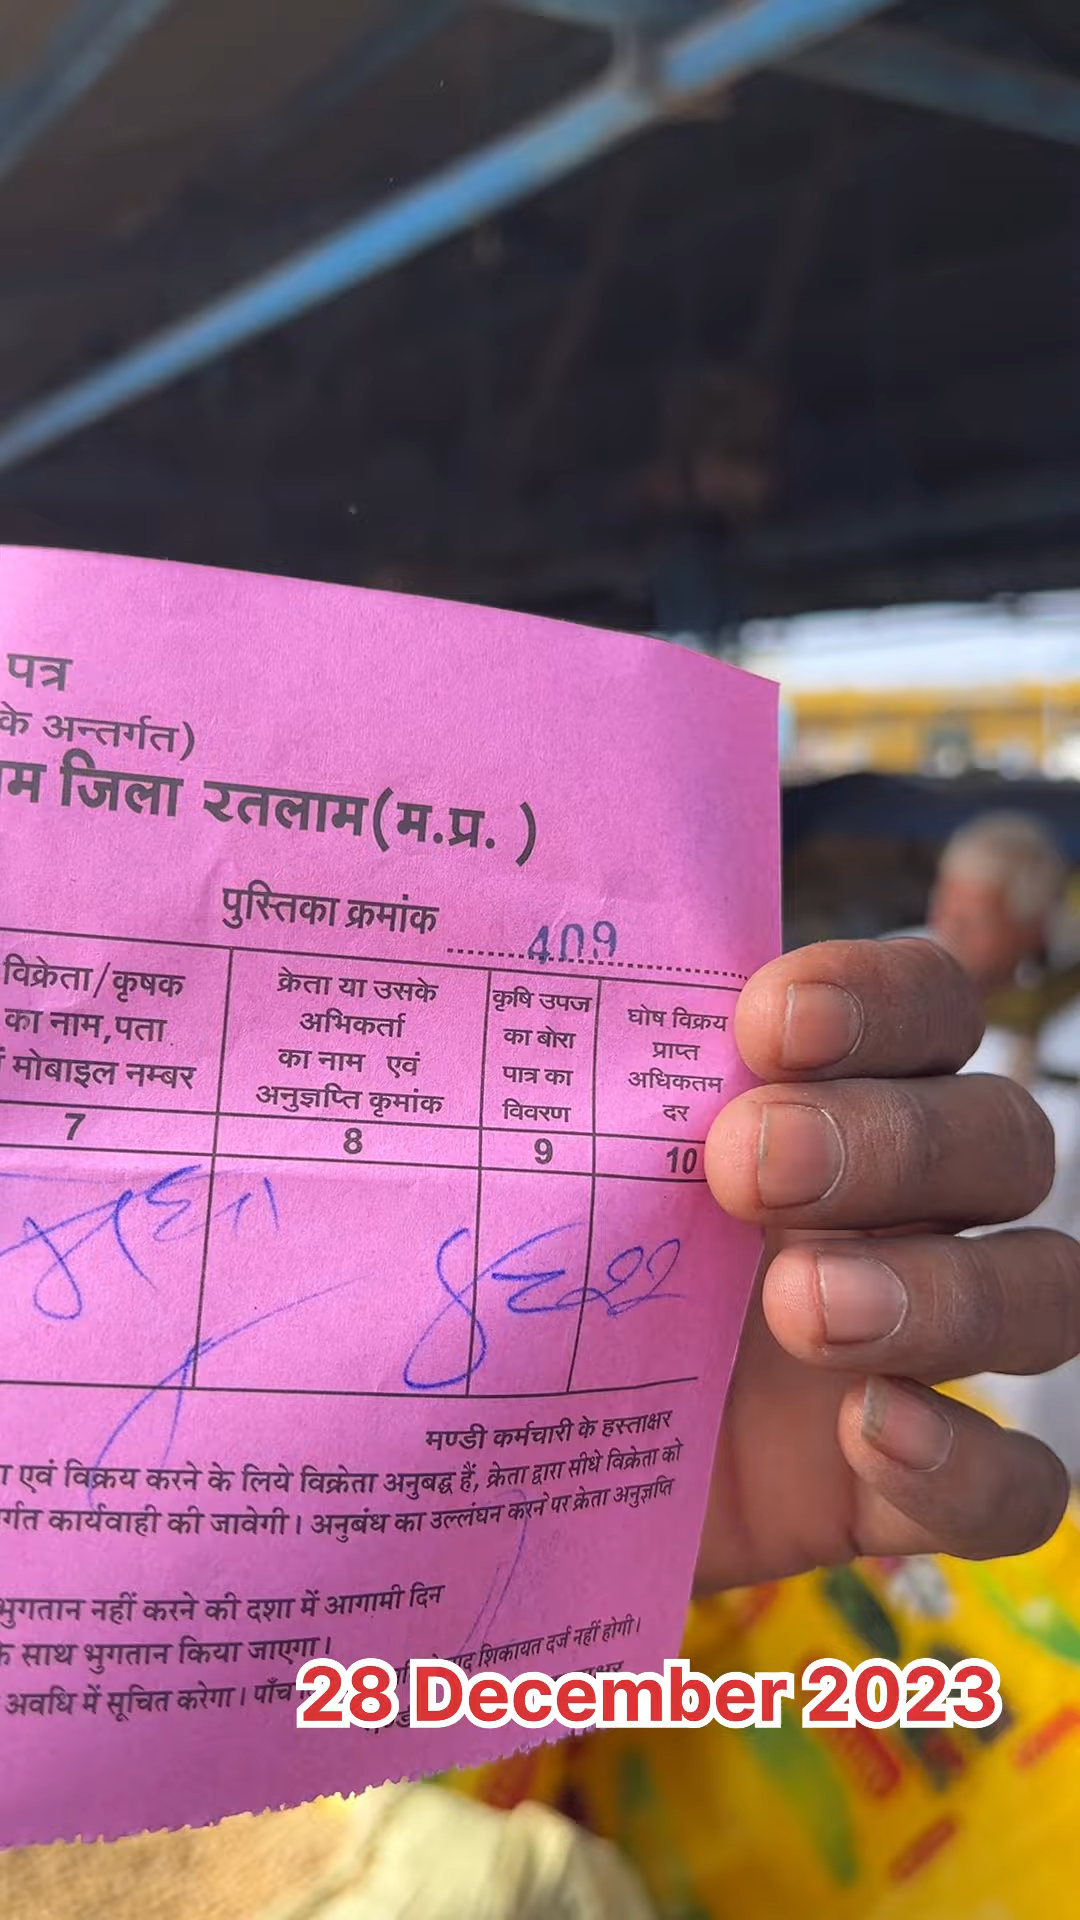 पत्र
के अन्तर्गत)
म जिला रतलाम(म.प्र. )
पुस्तिका क्रमांक 409
विक्रेता/कृषक
का नाम,पता
मोबाइल नम्बर
क्रेता या उसके
अभिकर्ता
का नाम एवं
अनुज्ञप्ति कृमांक
कृषि उपज
का बोरा
पात्र का
विवरण
घोष विक्रय
प्राप्त
अधिकतम
दर
7 8 9 10
मण्डी कर्मचारी के हस्ताक्षर
एवं विक्रय करने के लिये विक्रेता अनुबद्ध हैं, क्रेता द्वारा सीधे विक्रेता को
र्गत कार्यवाही की जावेगी। अनुबंध का उल्लंघन करने पर क्रेता अनुज्ञप्ति
भुगतान नहीं करने की दशा में आगामी दिन
के साथ भुगतान किया जाएगा।
शिकायत दर्ज नहीं होगी।
अवधि में सूचित करेगा। पाँच
28 December 2023